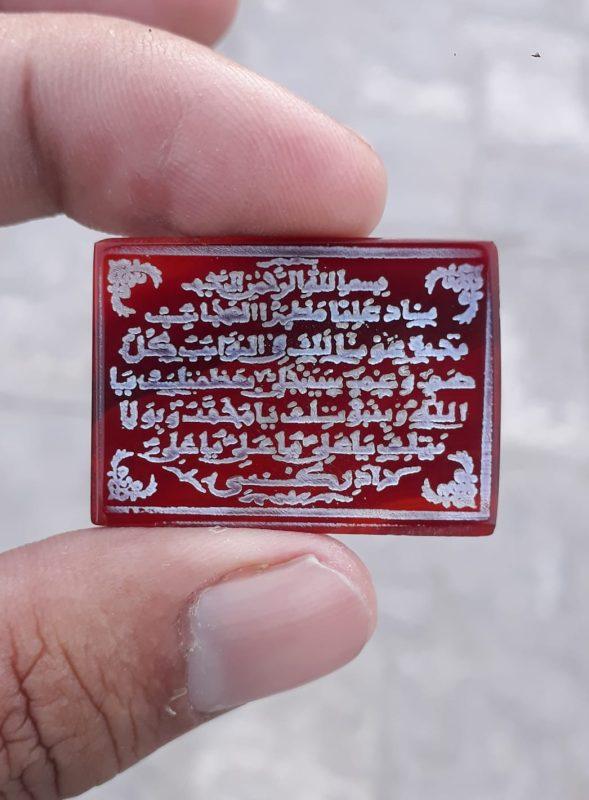 بسم الله الرحمن الرحيم
ناد عليا مظهر العجائب
تجده عونا لك في النوائب كل
هم وغم سينجلي بعظمتك يا
الله وبنبوتك يا محمد وبولا
يتك يا علي يا علي يا علي
ادركني